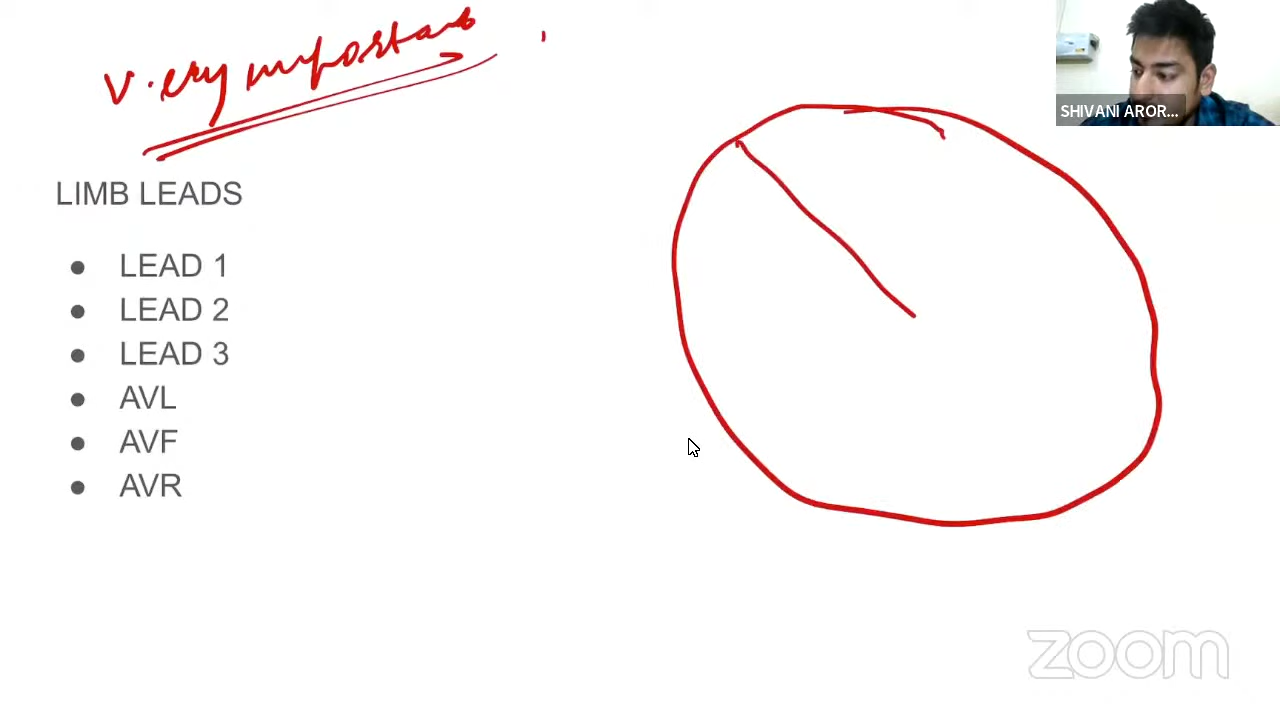 V.ery important
SHIVANI AROR...
LIMB LEADS
● LEAD 1
● LEAD 2
● LEAD 3
● AVL
● AVF
● AVR
zoom